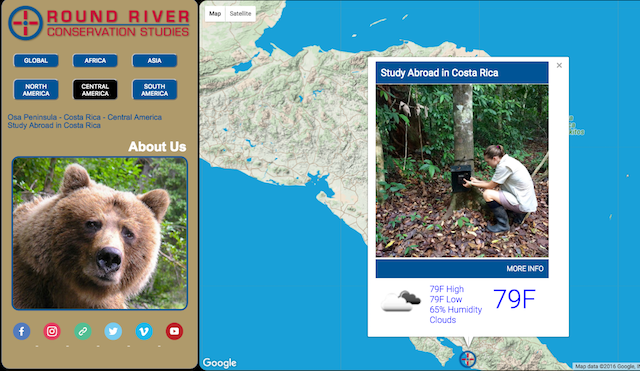 ROUND RIVER
CONSERVATION STUDIES
GLOBAL
AFRICA
ASIA
NORTH
AMERICA
CENTRAL
AMERICA
SOUTH
AMERICA
Osa Peninsula - Costa Rica - Central America
Study Abroad in Costa Rica
About Us
Map
Satellite
Study Abroad in Costa Rica
MORE INFO
79F High
79F Low
65% Humidity
Clouds
79F
Google
Map data ©2016 Google,